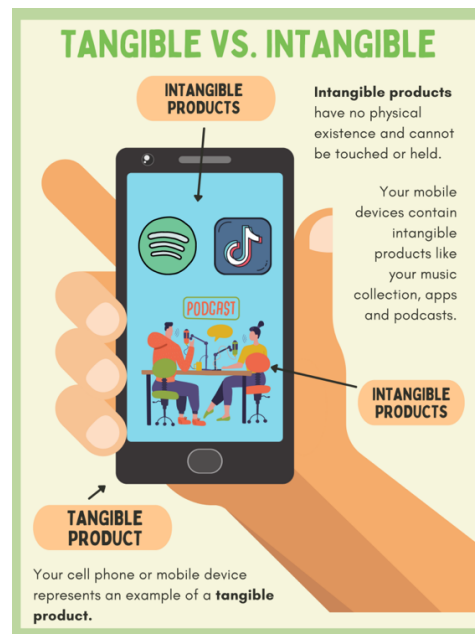 TANGIBLE VS. INTANGIBLE
INTANGIBLE
PRODUCTS
Intangible products
have no physical
existence and cannot
be touched or held.
Your mobile
devices contain
intangible
products like
your music
collection, apps
and podcasts.
PODCAST
INTANGIBLE
PRODUCTS
TANGIBLE
PRODUCT
Your cell phone or mobile device
represents an example of a tangible
product.